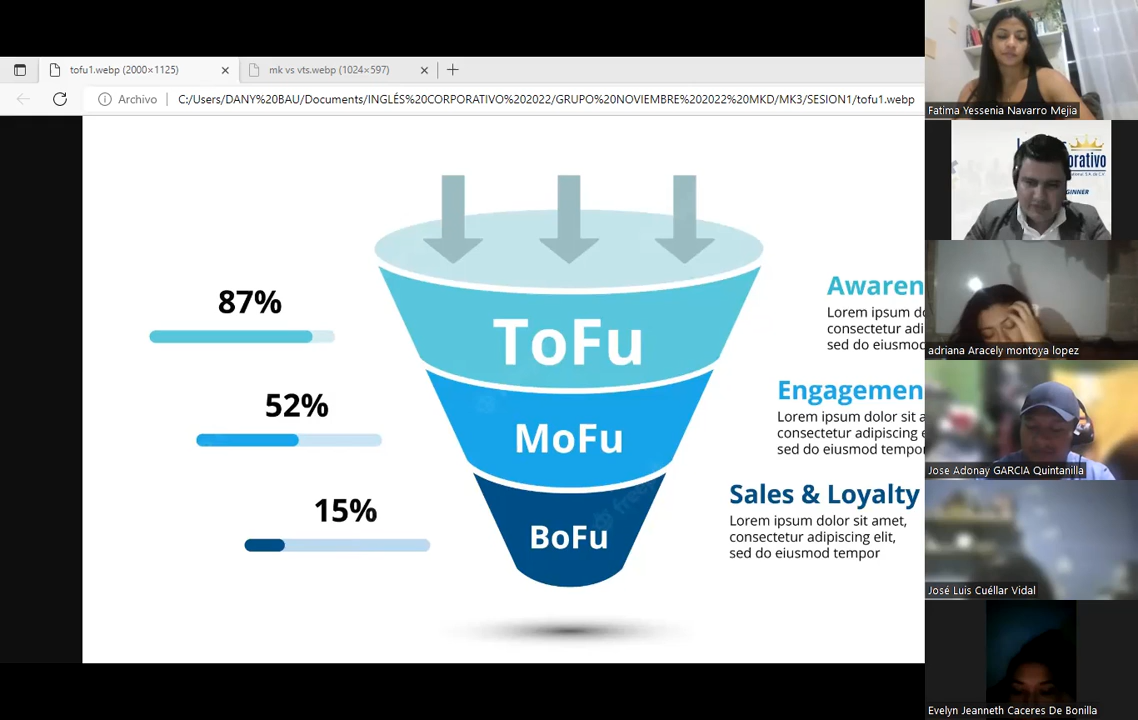 tofu1.webp (2000×1125)
mk vs vts.webp (1024×597)
Archivo
C:/Users/DANY%20BAU/Documents/INGLÉS%20CORPORATIVO%202022/GRUPO%20NOVIEMBRE%202022%20MKD/MK3/SESION1/tofu1.webp
87%
52%
15%
ToFu
MoFu
BoFu
Awaren
Lorem ipsum do
consectetur adi
sed do eiusmod
Engagemen
Lorem ipsum dolor sit a
consectetur adipiscing e
sed do eiusmod tempor
Sales & Loyalty
Lorem ipsum dolor sit amet,
consectetur adipiscing elit,
sed do eiusmod tempor
Fatima Yessenia Navarro Mejia
orativo
GINNER
adriana Aracely montoya lopez
Jose Adonay GARCIA Quintanilla
José Luis Cuéllar Vidal
Evelyn Jeanneth Caceres De Bonilla